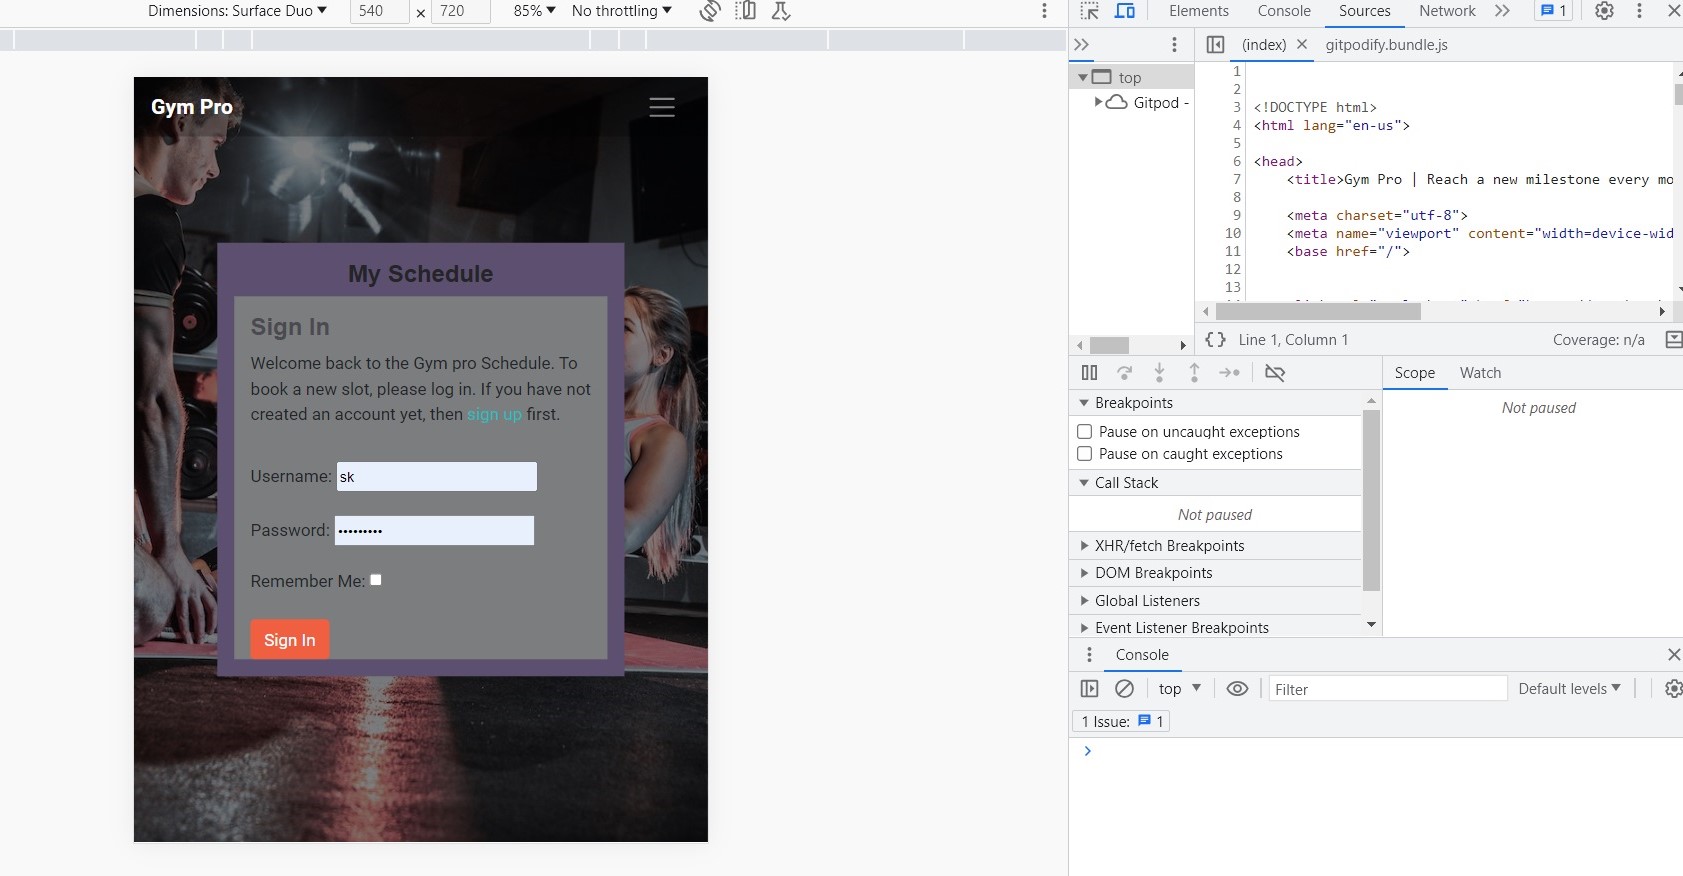 Dimensions: Surface Duo 540 × 720 85% No throttling
Gym Pro
My Schedule
Sign In
Welcome back to the Gym pro Schedule. To
book a new slot, please log in. If you have not
created an account yet, then sign up first.
Username: sk
Password: •••••••••
Remember Me:
Sign In
Elements Console Sources Network 1
(index) gitpodify.bundle.js
top
Gitpod -
1
2
3 <!DOCTYPE html>
4 <html lang="en-us">
5
6 <head>
7 <title>Gym Pro | Reach a new milestone every mo
8
9 <meta charset="utf-8">
10 <meta name="viewport" content="width=device-wid
11 <base href="/">
12
13
{ } Line 1, Column 1 Coverage: n/a
Scope Watch
Not paused
Breakpoints
Pause on uncaught exceptions
Pause on caught exceptions
Call Stack
Not paused
XHR/fetch Breakpoints
DOM Breakpoints
Global Listeners
Event Listener Breakpoints
Console
top Filter Default levels
1 Issue: 1